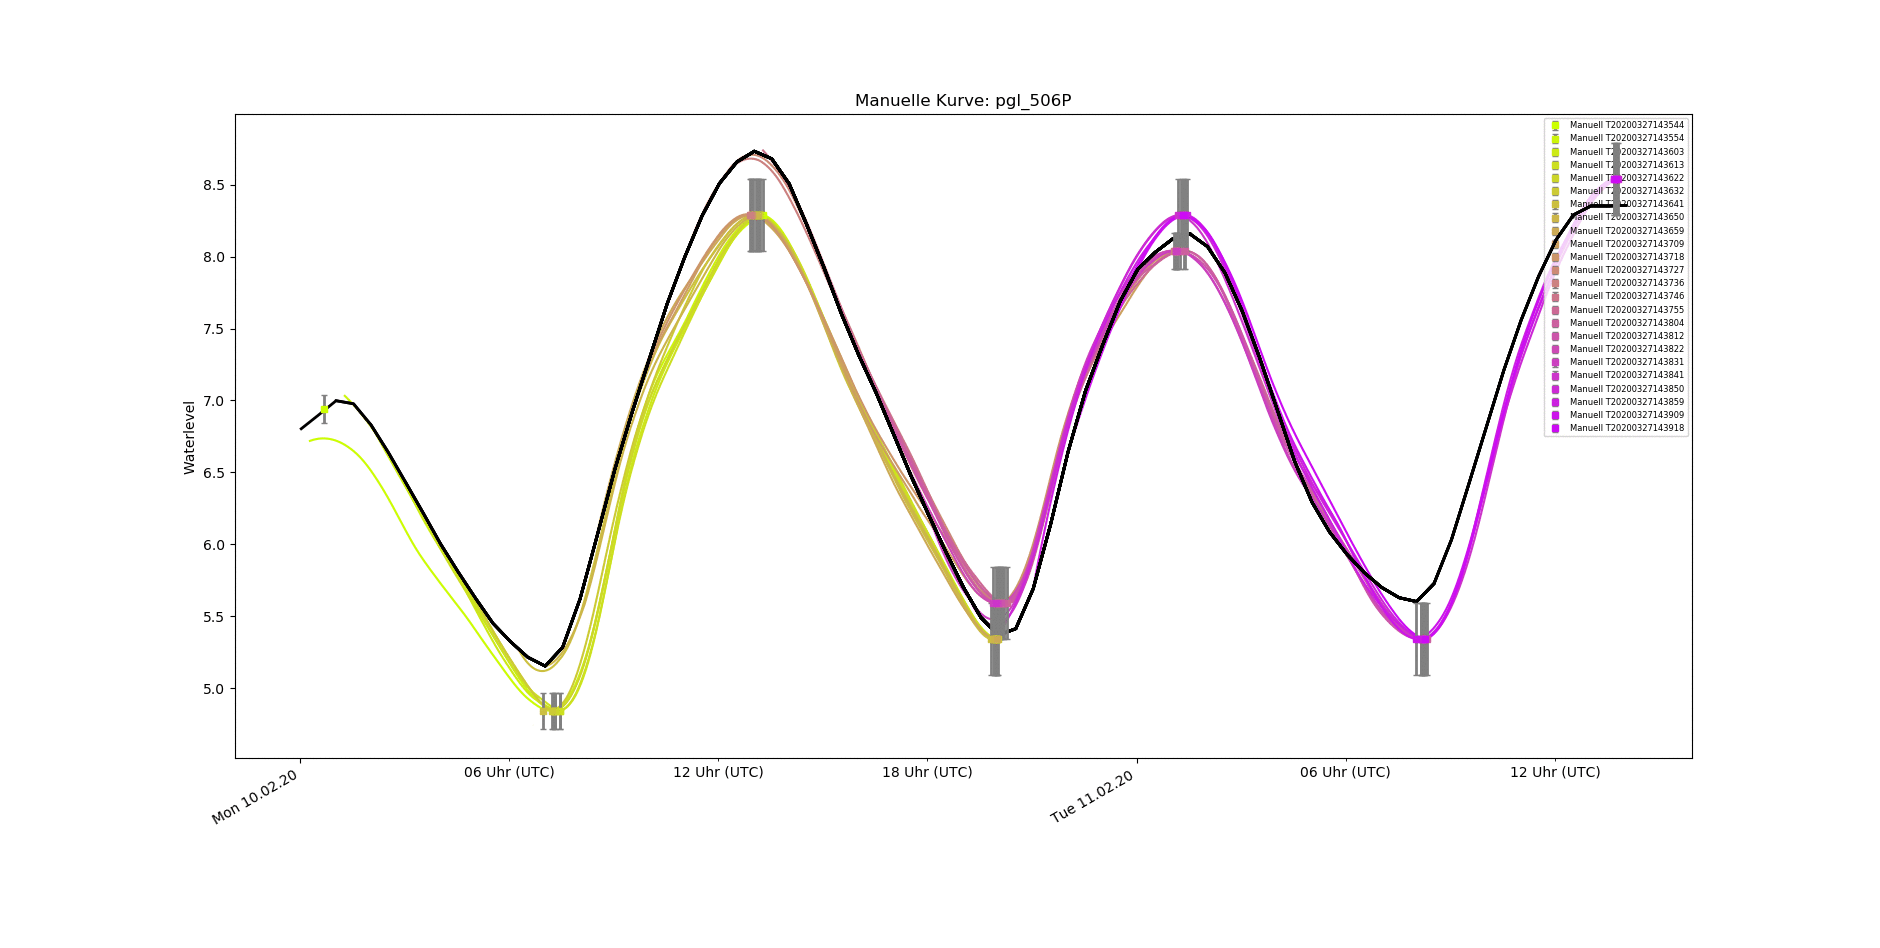 Manuelle Kurve: pgl_506P
Waterlevel
8.5
8.0
7.5
7.0
6.5
6.0
5.5
5.0
Mon 10.02.20
06 Uhr (UTC)
12 Uhr (UTC)
18 Uhr (UTC)
Tue 11.02.20
06 Uhr (UTC)
12 Uhr (UTC)
Manuell T20200327143544
Manuell T20200327143554
Manuell T20200327143603
Manuell T20200327143613
Manuell T20200327143622
Manuell T20200327143632
Manuell T20200327143641
Manuell T20200327143650
Manuell T20200327143659
Manuell T20200327143709
Manuell T20200327143718
Manuell T20200327143727
Manuell T20200327143736
Manuell T20200327143746
Manuell T20200327143755
Manuell T20200327143804
Manuell T20200327143812
Manuell T20200327143822
Manuell T20200327143831
Manuell T20200327143841
Manuell T20200327143850
Manuell T20200327143859
Manuell T20200327143909
Manuell T20200327143918